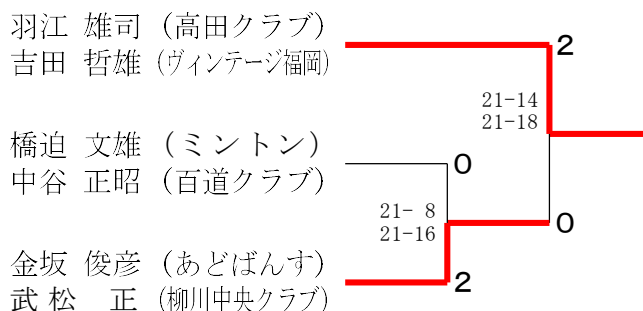 羽江 雄司 (高田クラブ)
吉田 哲雄 (ヴィンテージ福岡)
2
21-14
21-18
橋迫 文雄 (ミントン)
中谷 正昭 (百道クラブ)
0
21- 8
21-16
0
金坂 俊彦 (あどばんす)
武松 正 (柳川中央クラブ)
2